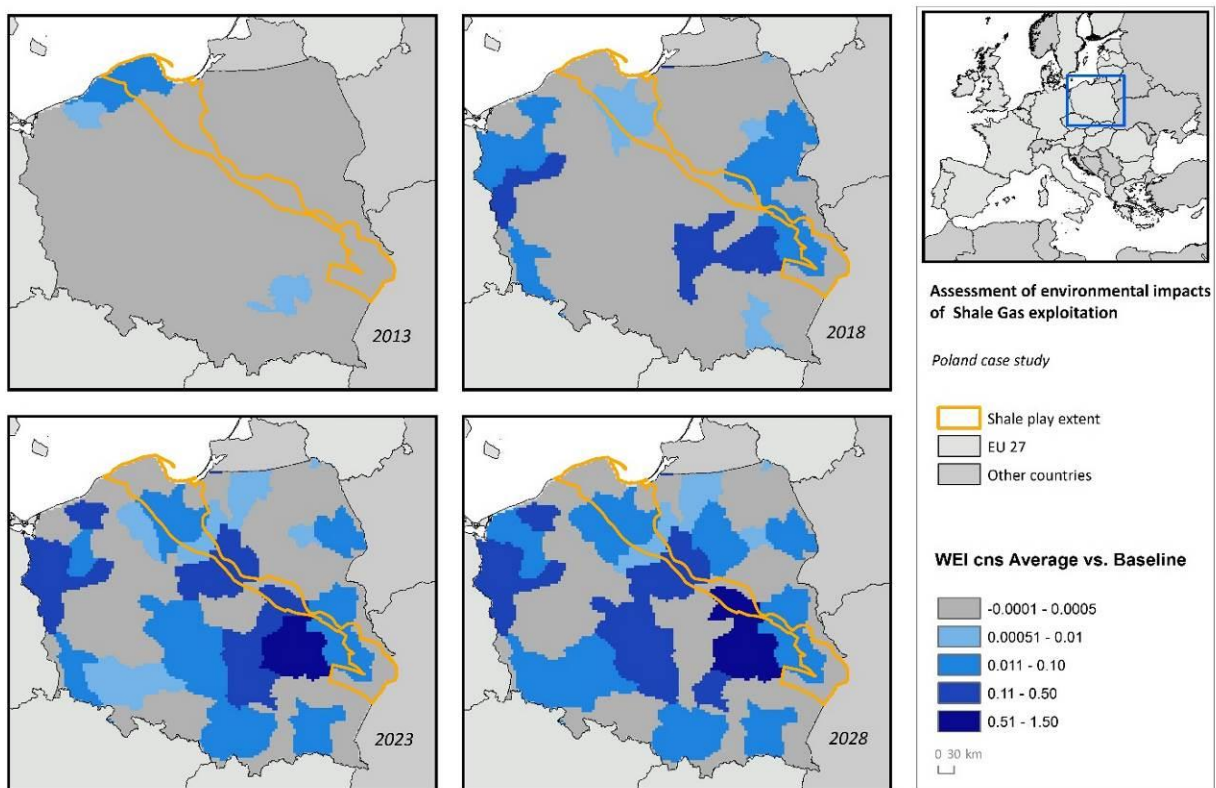 2013
2018
2023
2028
Assessment of environmental impacts
of Shale Gas exploitation
Poland case study
Shale play extent
EU 27
Other countries
WEI cns Average vs. Baseline
-0.0001 - 0.0005
0.00051 - 0.01
0.011 - 0.10
0.11 - 0.50
0.51 - 1.50
0 30 km